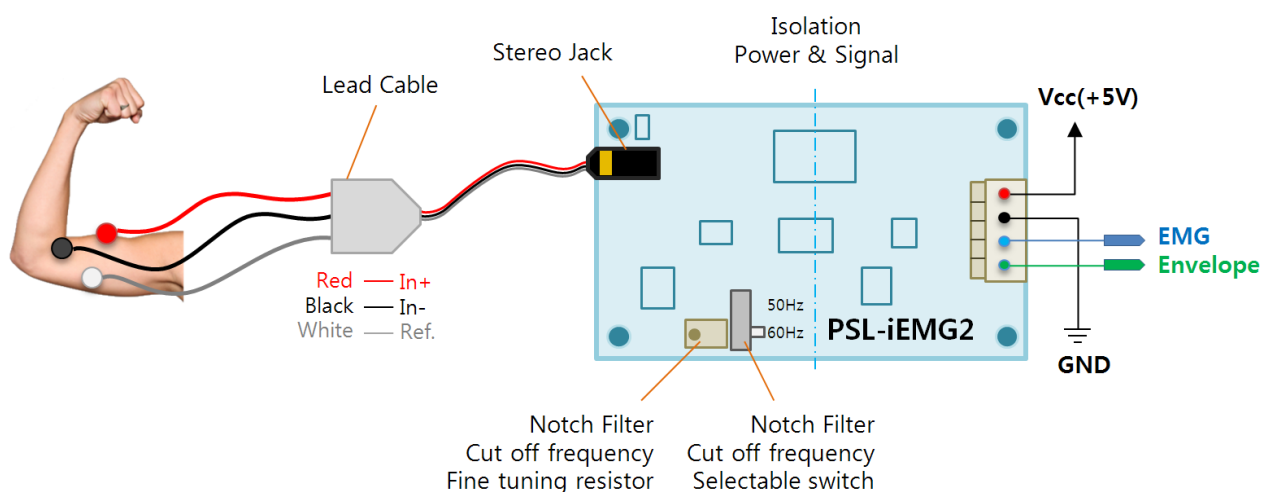 Isolation
Power & Signal
Stereo Jack
Lead Cable
Vcc(+5V)
EMG
Envelope
Red In+
Black In-
White Ref.
50Hz
60Hz
PSL-iEMG2
GND
Notch Filter
Cut off frequency
Fine tuning resistor
Notch Filter
Cut off frequency
Selectable switch